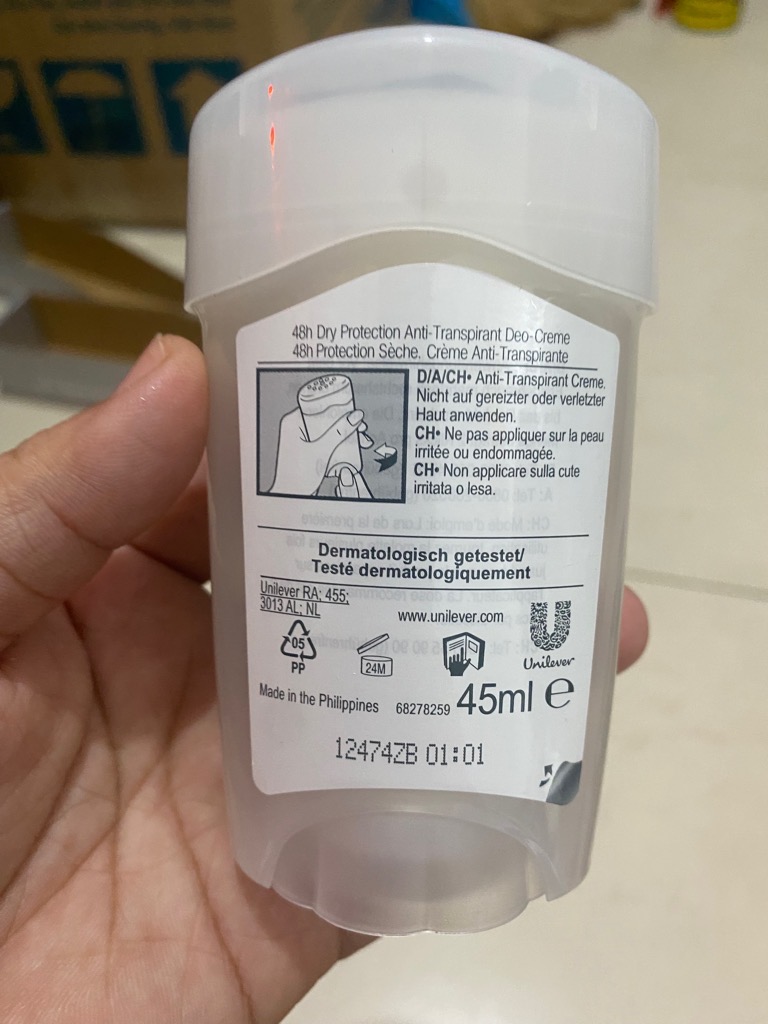 48h Dry Protection Anti-Transpirant Deo-Creme
48h Protection Sèche. Crème Anti-Transpirante
D/A/CH• Anti-Transpirant Creme.
Nicht auf gereizter oder verletzter
Haut anwenden.
CH• Ne pas appliquer sur la peau
irritée ou endommagée.
CH• Non applicare sulla cute
irritata o lesa.
Dermatologisch getestet/
Testé dermatologiquement
Unilever RA; 455;
3013 AL; NL
www.unilever.com
05
PP
24M
Unilever
Made in the Philippines 68278259 45ml e
12474ZB 01:01